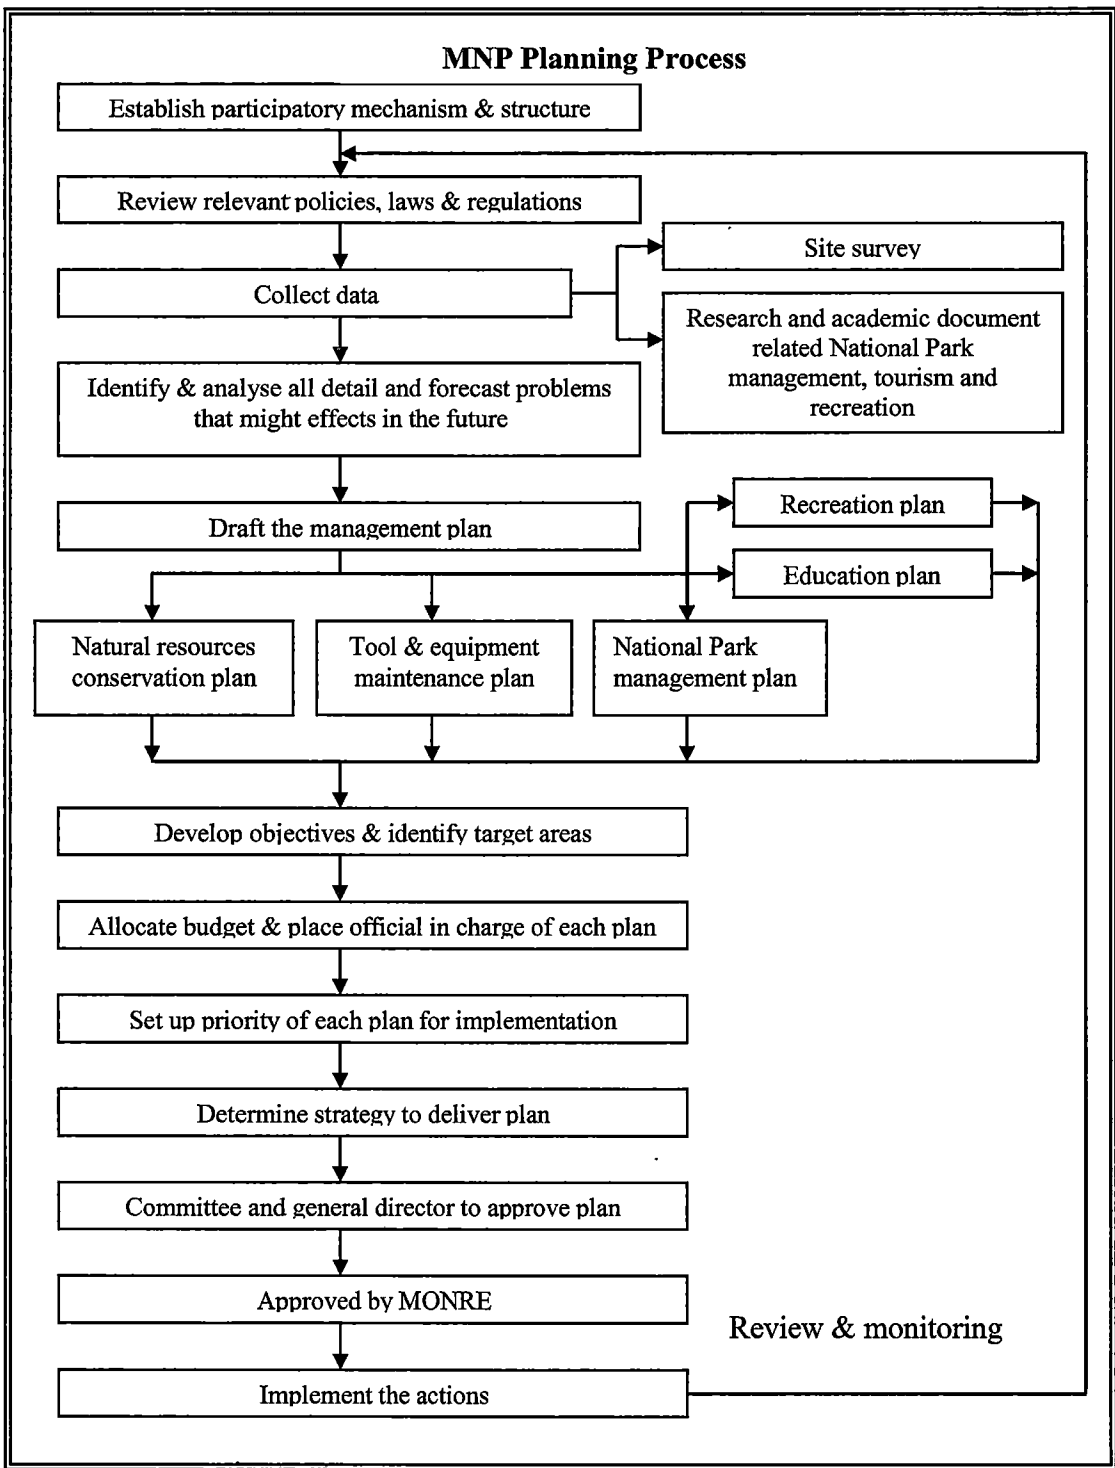 MNP Planning Process
Establish participatory mechanism & structure
Review relevant policies, laws & regulations
Site survey
Collect data
Research and academic document
related National Park
management, tourism and
recreation
Identify & analyse all detail and forecast problems
that might effects in the future
Draft the management plan
Recreation plan
Education plan
Natural resources
conservation plan
Tool & equipment
maintenance plan
National Park
management plan
Develop objectives & identify target areas
Allocate budget & place official in charge of each plan
Set up priority of each plan for implementation
Determine strategy to deliver plan
Committee and general director to approve plan
Approved by MONRE
Review & monitoring
Implement the actions